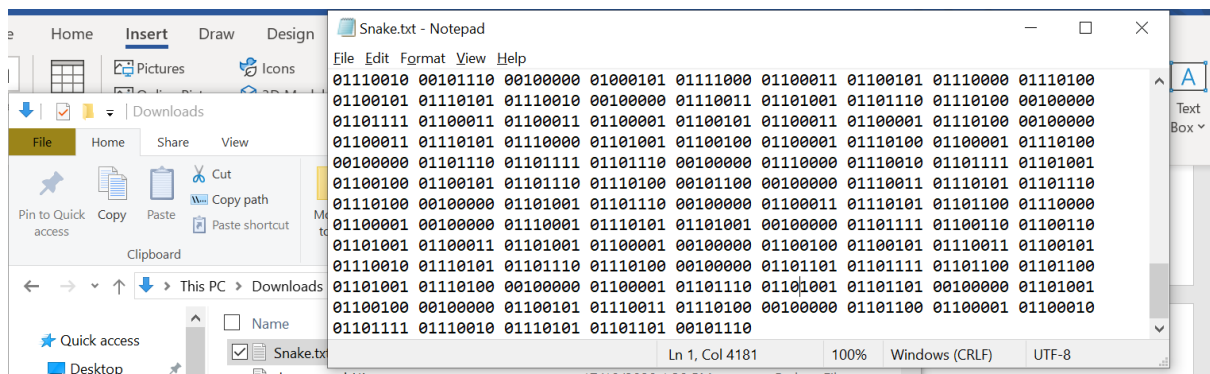 Home Insert Draw Design
Snake.txt - Notepad
Pictures Icons
File Edit Format View Help
Text
Box
Downloads
File Home Share View
Cut
Copy path
Paste shortcut
Pin to Quick
access
Copy
Paste
Clipboard
This PC > Downloads
Name
Quick access
Snake.txt
Desktop
01110010 00101110 00100000 01000101 01111000 01100011 01100101 01110000 01110100
01100101 01110101 01110010 00100000 01110011 01101001 01101110 01110100 00100000
01101111 01100011 01100011 01100001 01100101 01100011 01100001 01110100 00100000
01100011 01110101 01110000 01101001 01100100 01100001 01110100 01100001 01110100
00100000 01101110 01101111 01101110 00100000 01110000 01110010 01101111 01101001
01100100 01100101 01101110 01110100 00101100 00100000 01110011 01110101 01101110
01110100 00100000 01101001 01101110 00100000 01100011 01110101 01101100 01110000
01100001 00100000 01110001 01110101 01101001 00100000 01101111 01100110 01100110
01101001 01100011 01101001 01100001 00100000 01100100 01100101 01110011 01100101
01110010 01110101 01101110 01110100 00100000 01101101 01101111 01101100 01101100
01101001 01110100 00100000 01100001 01101110 01101001 01101101 00100000 01101001
01100100 00100000 01100101 01110011 01110100 00100000 01101100 01100001 01100010
01101111 01110010 01110101 01101101 00101110
Ln 1, Col 4181 100% Windows (CRLF) UTF-8